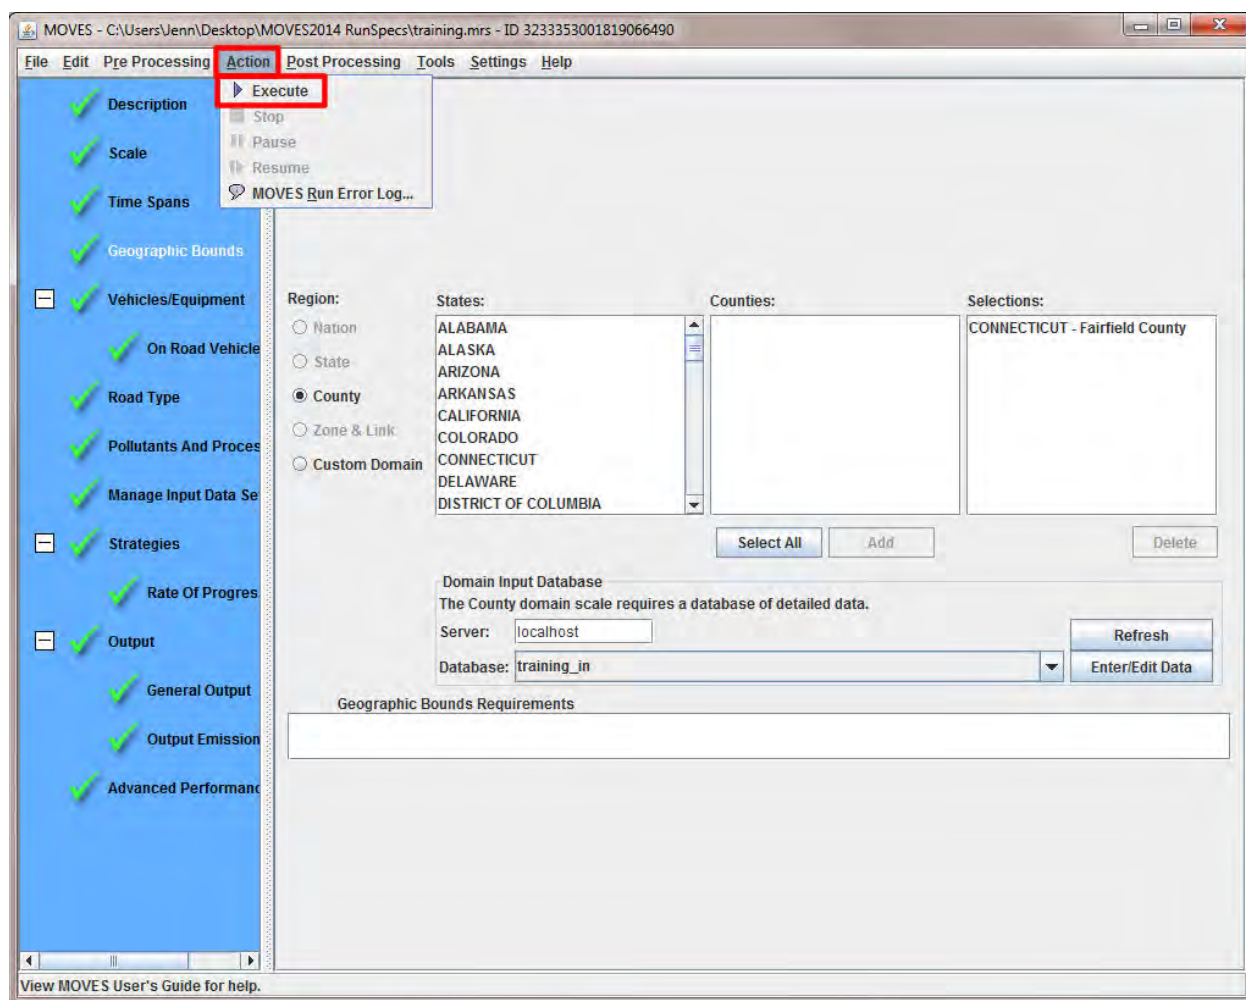 MOVES - C:\Users\Jenn\Desktop\MOVES2014 RunSpecs\training.mrs - ID 3233353001819066490
File Edit Pre Processing Action Post Processing Tools Settings Help
Execute
Stop
Pause
Resume
MOVES Run Error Log...
Description
Scale
Time Spans
Geographic Bounds
Vehicles/Equipment
On Road Vehicle
Road Type
Pollutants And Proces
Manage Input Data Se
Strategies
Rate Of Progres
Output
General Output
Output Emission
Advanced Performanc
Region:
Nation
State
County
Zone & Link
Custom Domain
States:
ALABAMA
ALASKA
ARIZONA
ARKANSAS
CALIFORNIA
COLORADO
CONNECTICUT
DELAWARE
DISTRICT OF COLUMBIA
Counties:
Selections:
CONNECTICUT - Fairfield County
Select All Add Delete
Domain Input Database
The County domain scale requires a database of detailed data.
Server: localhost
Refresh
Database: training_in
Enter/Edit Data
Geographic Bounds Requirements
View MOVES User's Guide for help.